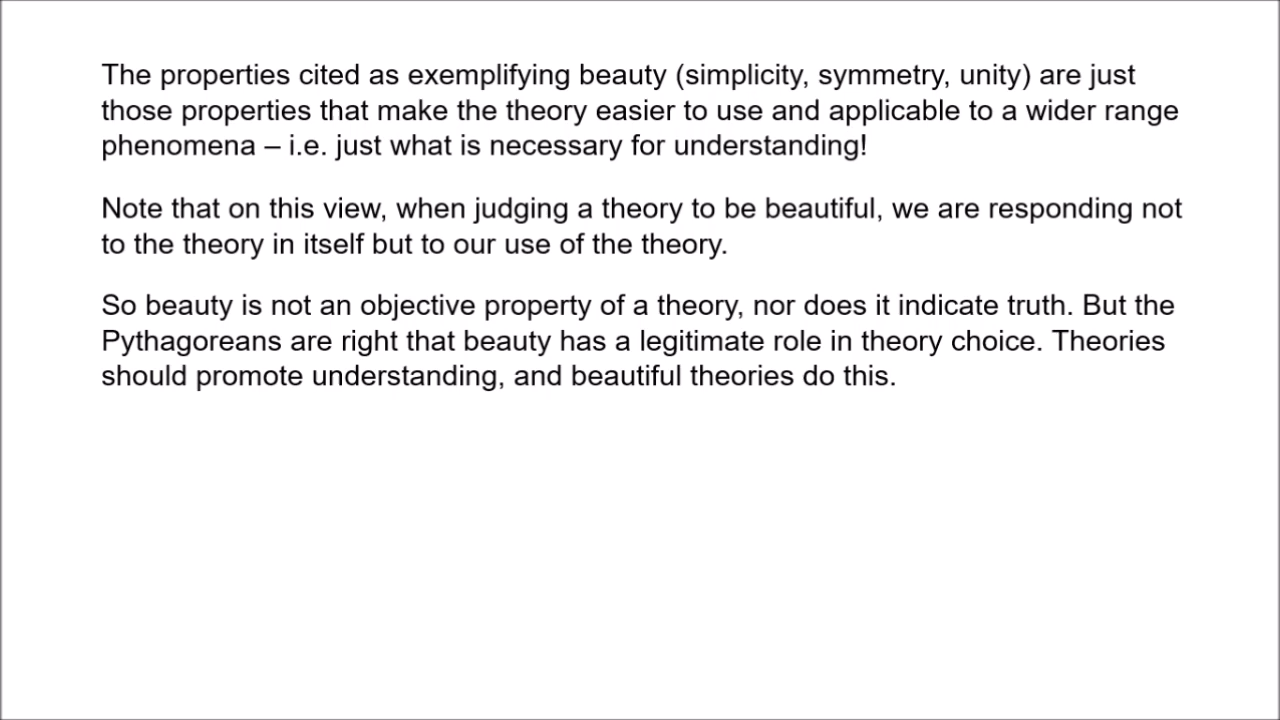 The properties cited as exemplifying beauty (simplicity, symmetry, unity) are just
those properties that make the theory easier to use and applicable to a wider range
phenomena – i.e. just what is necessary for understanding!
Note that on this view, when judging a theory to be beautiful, we are responding not
to the theory in itself but to our use of the theory.
So beauty is not an objective property of a theory, nor does it indicate truth. But the
Pythagoreans are right that beauty has a legitimate role in theory choice. Theories
should promote understanding, and beautiful theories do this.